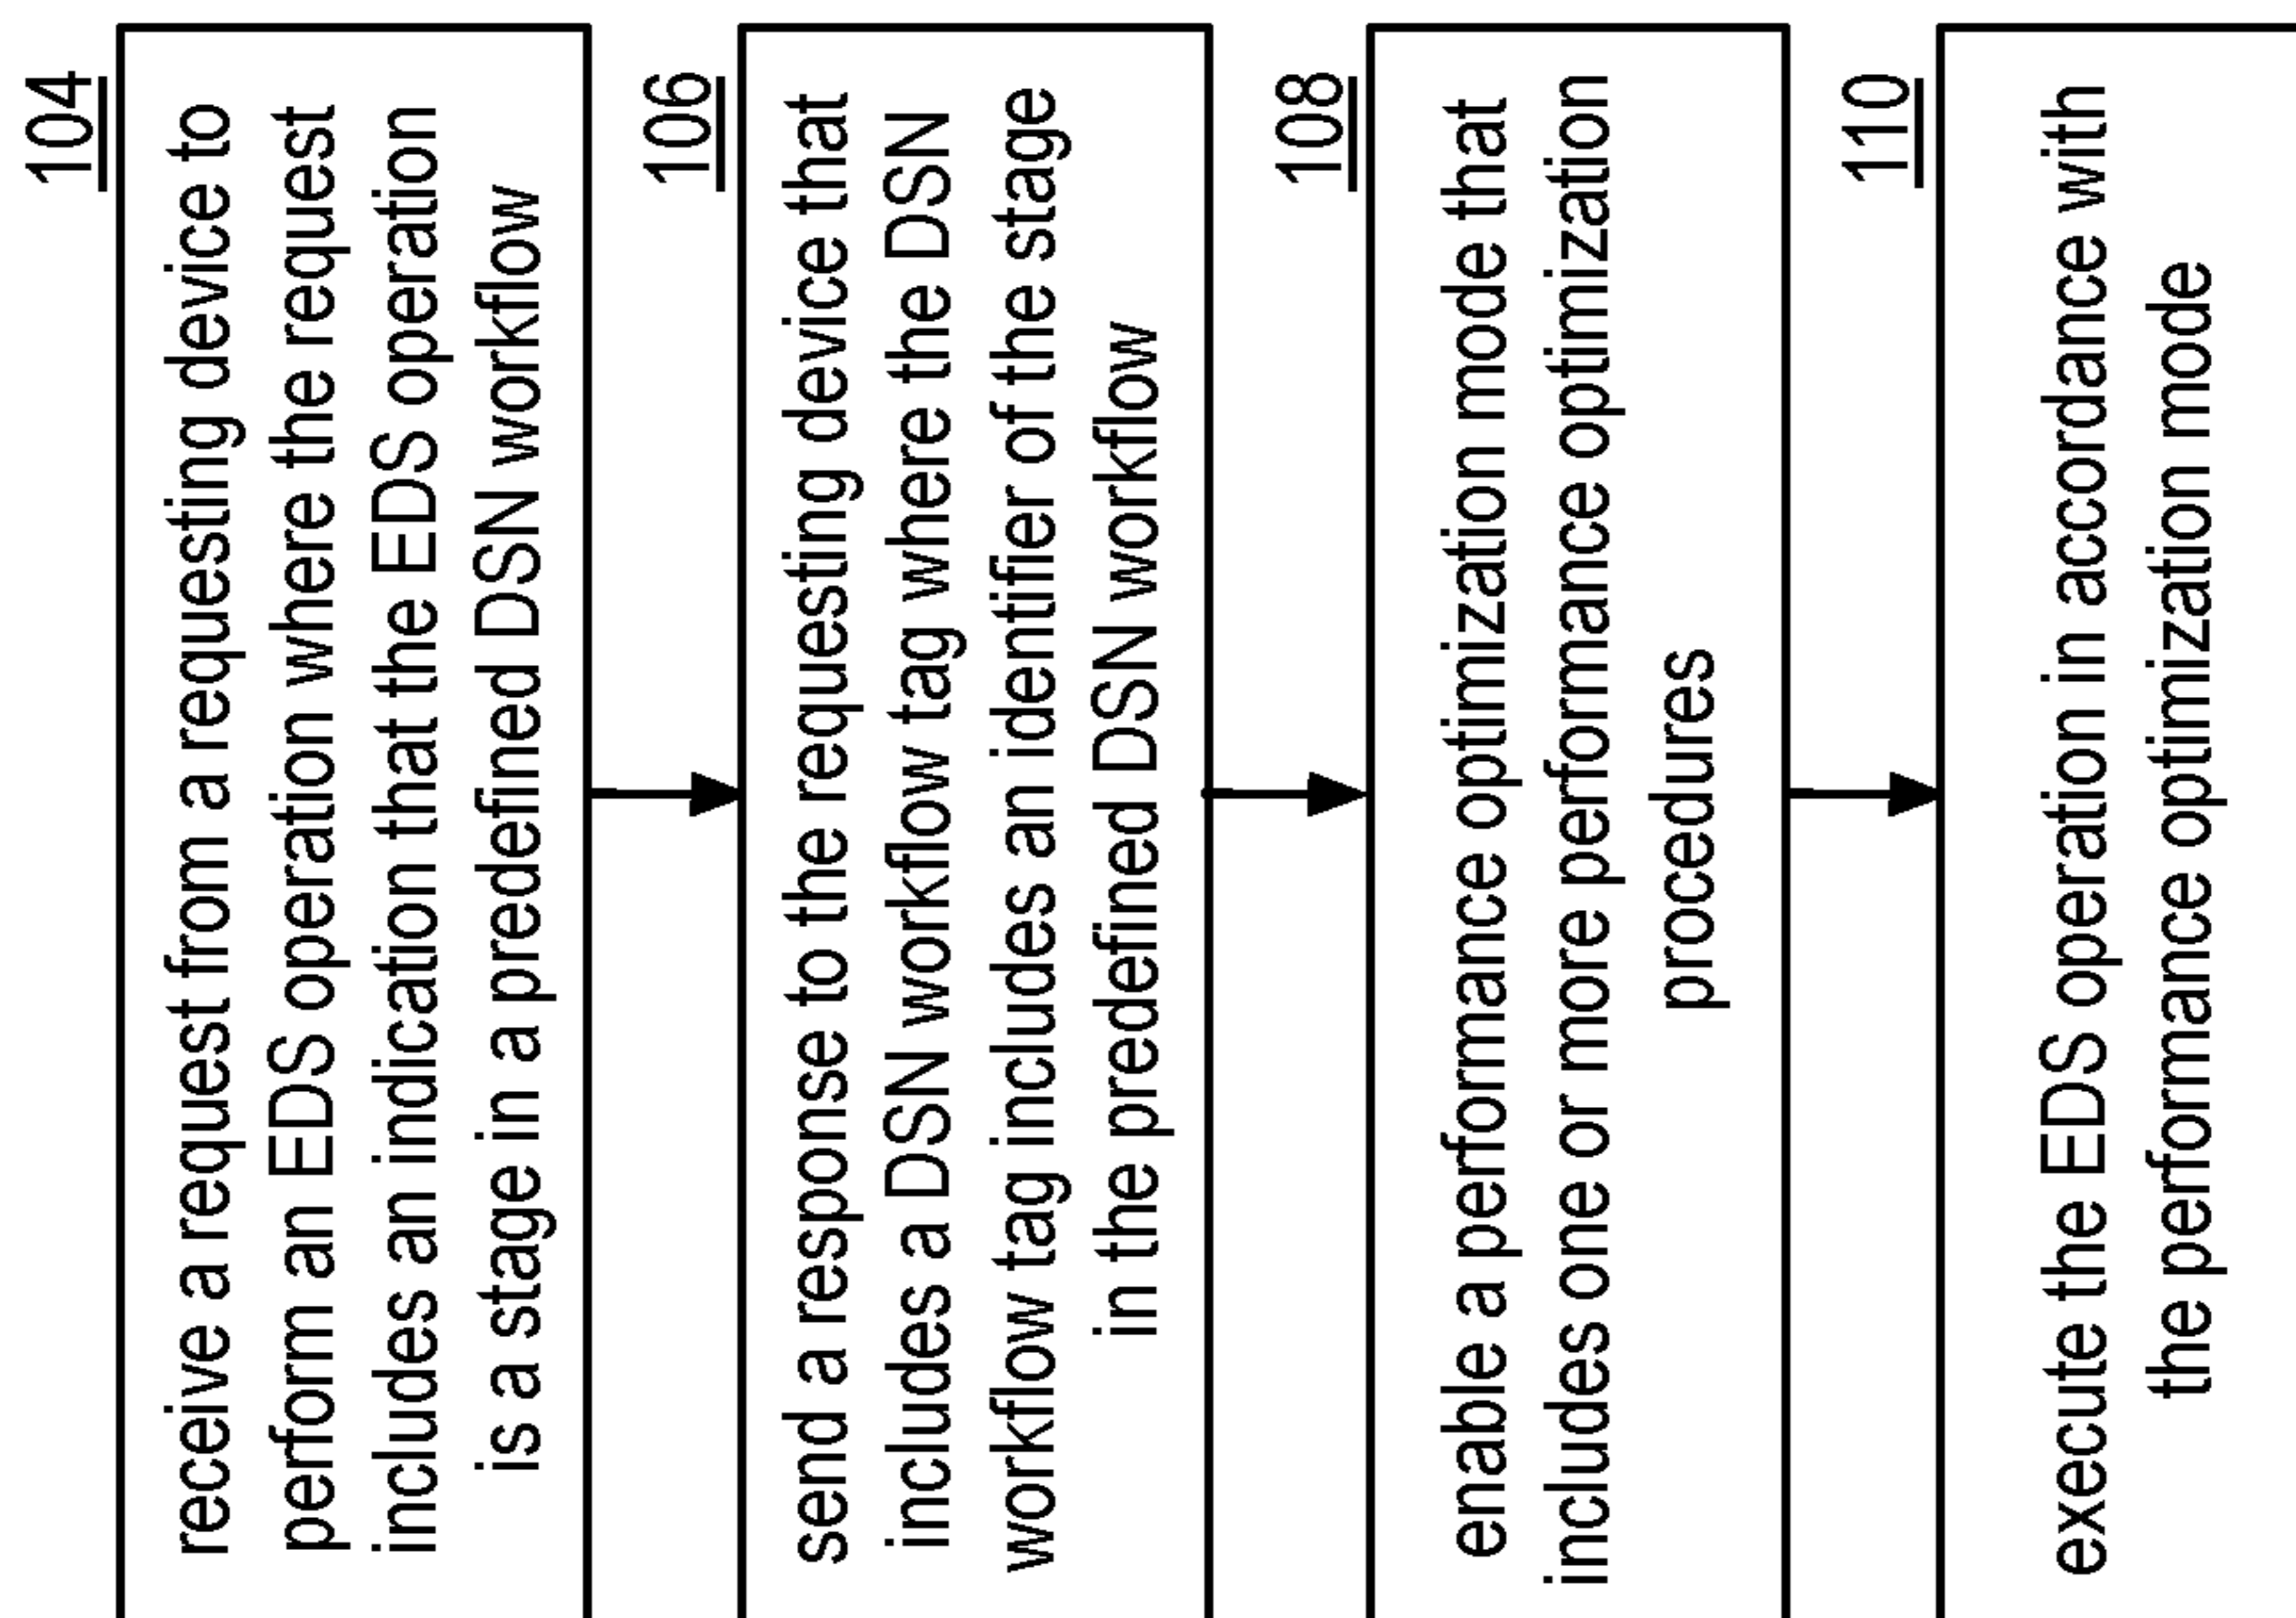 104
receive a request from a requesting device to
perform an EDS operation where the request
includes an indication that the EDS operation
is a stage in a predefined DSN workflow
106
send a response to the requesting device that
includes a DSN workflow tag where the DSN
workflow tag includes an identifier of the stage
in the predefined DSN workflow
108
enable a performance optimization mode that
includes one or more performance optimization
procedures
110
execute the EDS operation in accordance with
the performance optimization mode